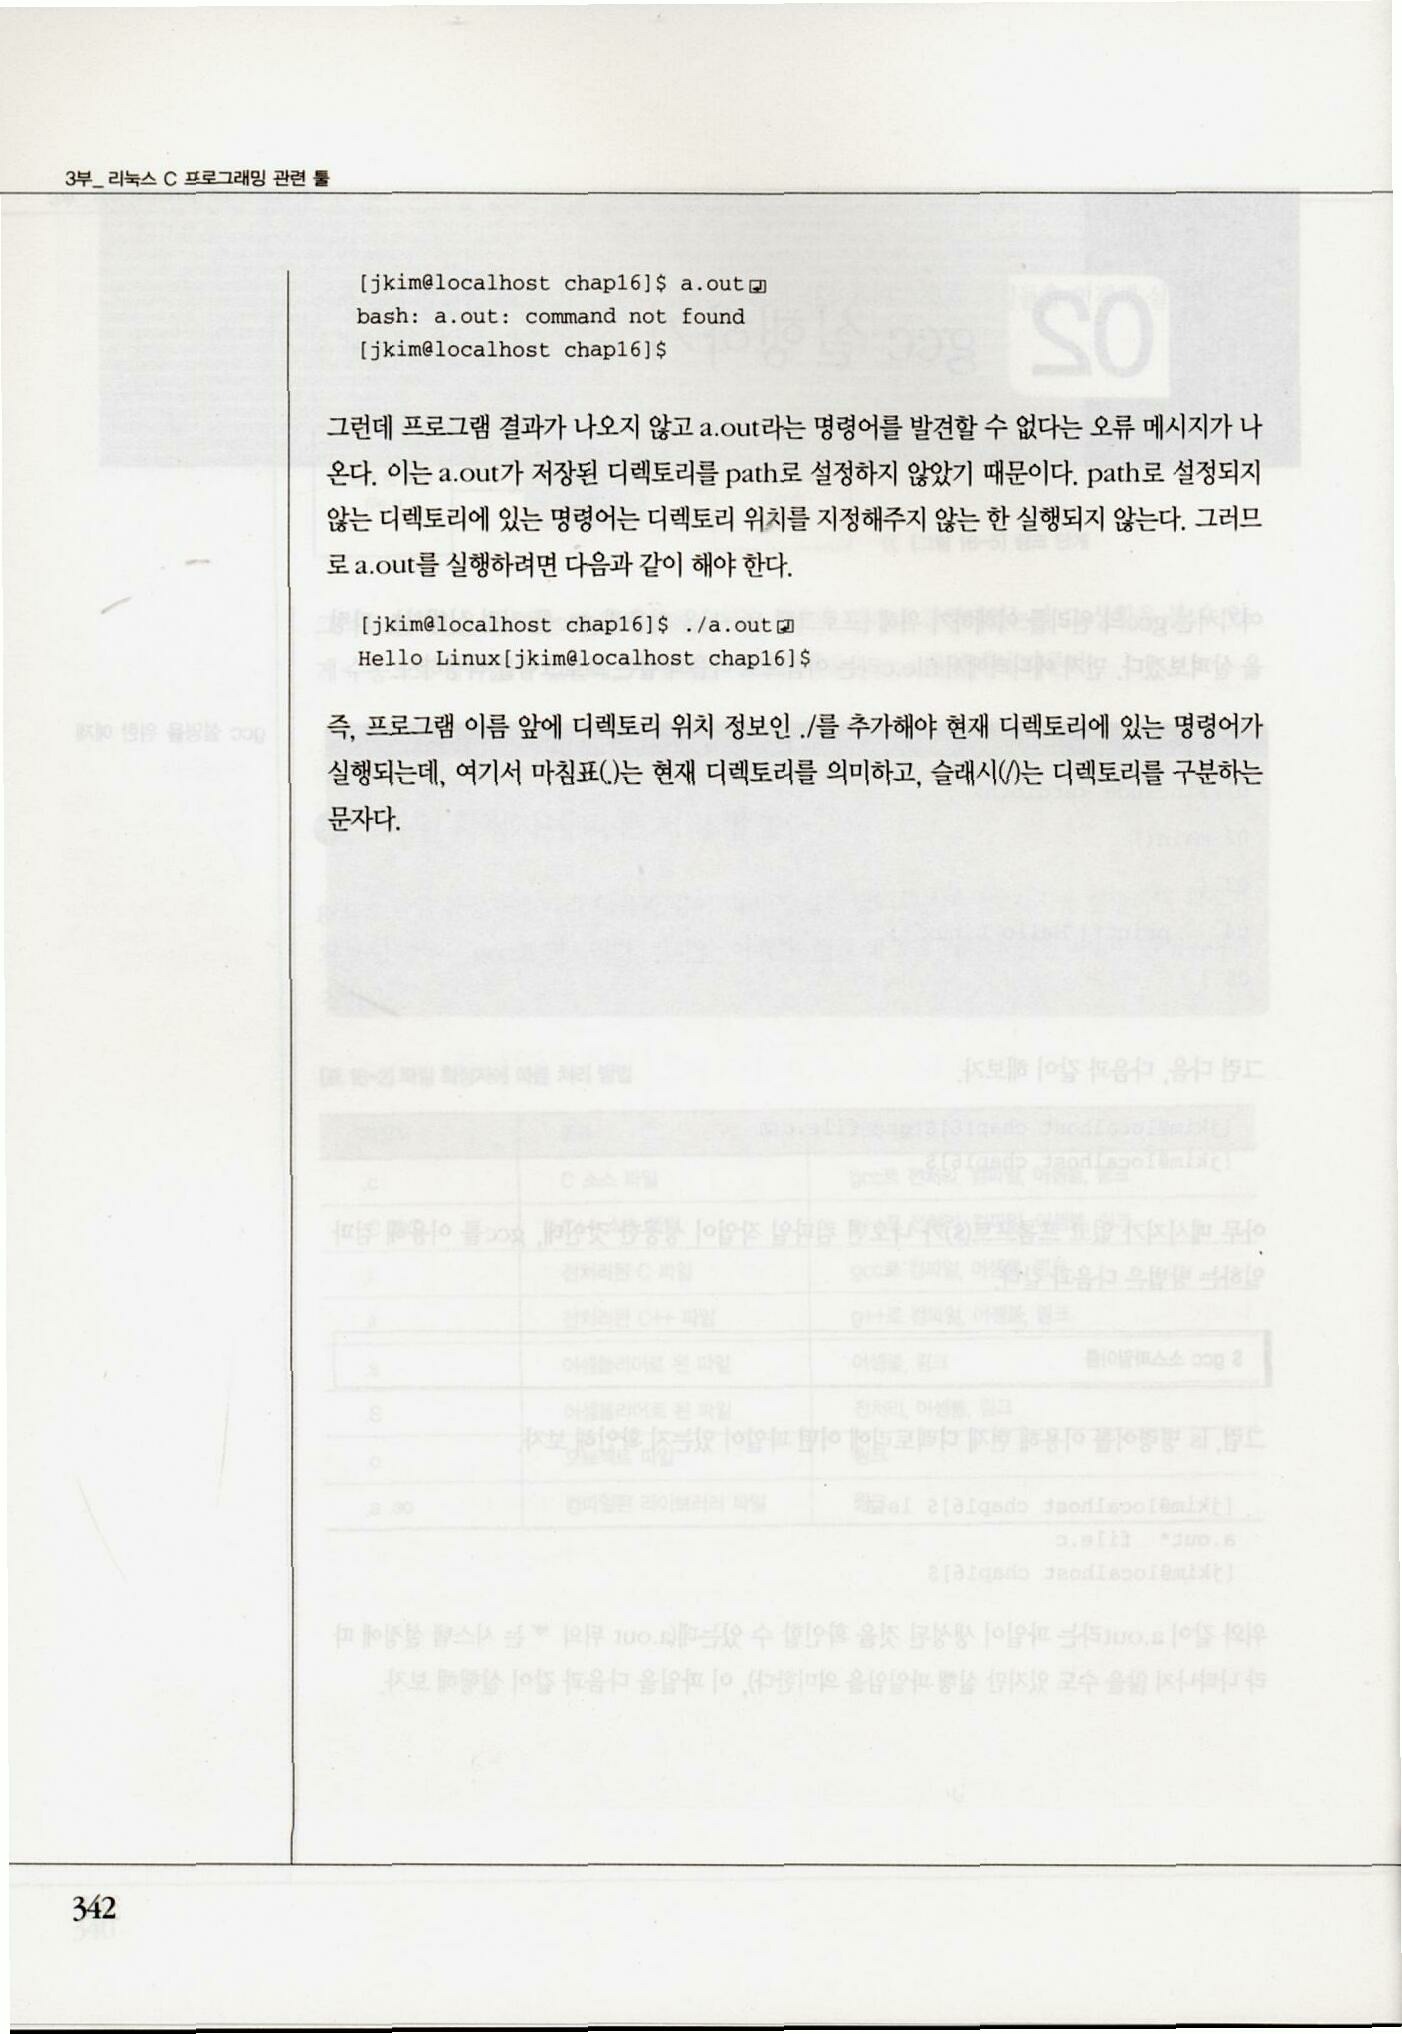 3부_ 리눅스 C 프로그래밍 관련 툴
[jkim@localhost chap16]$ a.out
bash: a.out: command not found
[jkim@localhost chap16]$
그런데 프로그램 결과가 나오지 않고 a.out라는 명령어를 발견할 수 없다는 오류 메시지가 나
온다. 이는 a.out가 저장된 디렉토리를 path로 설정하지 않았기 때문이다. path로 설정되지
않는 디렉토리에 있는 명령어는 디렉토리 위치를 지정해주지 않는 한 실행되지 않는다. 그러므
로 a.out를 실행하려면 다음과 같이 해야 한다.
[jkim@localhost chap16]$ ./a.out
Hello Linux[jkim@localhost chap16]$
즉, 프로그램 이름 앞에 디렉토리 위치 정보인 ./를 추가해야 현재 디렉토리에 있는 명령어가
실행되는데, 여기서 마침표(.)는 현재 디렉토리를 의미하고, 슬래시(/)는 디렉토리를 구분하는
문자다.
342